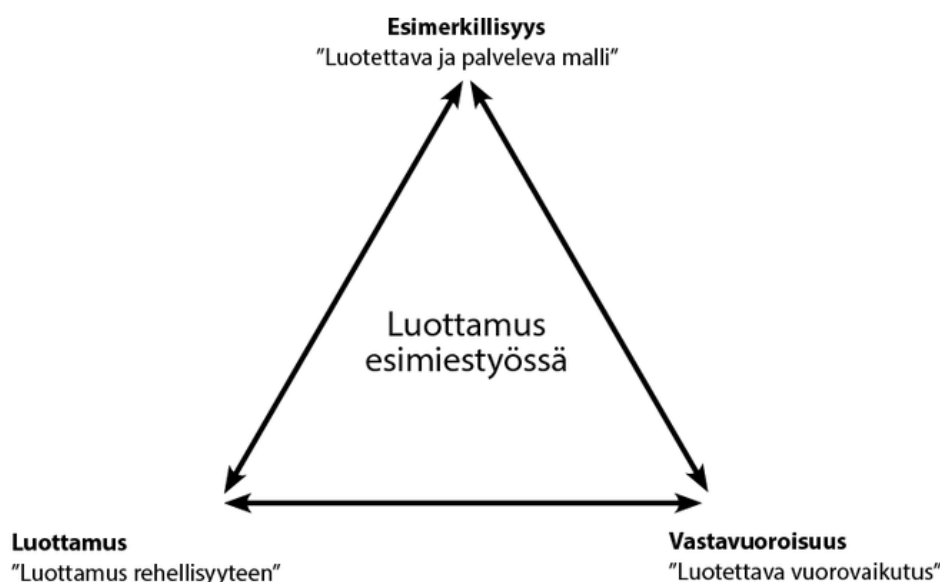 Esimerkillisyys
”Luotettava ja palveleva malli”
Luottamus
esimiestyössä
Luottamus
”Luottamus rehellisyyteen”
Vastavuoroisuus
”Luotettava vuorovaikutus”